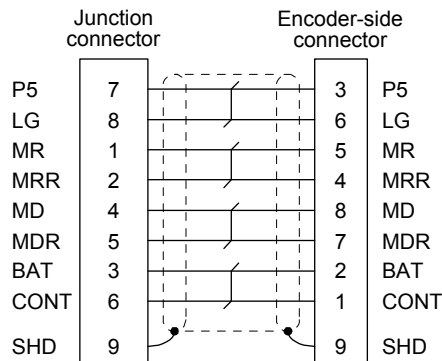 Junction connector
Encoder-side connector
P5 7 3 P5
LG 8 6 LG
MR 1 5 MR
MRR 2 4 MRR
MD 4 8 MD
MDR 5 7 MDR
BAT 3 2 BAT
CONT 6 1 CONT
SHD 9 9 SHD